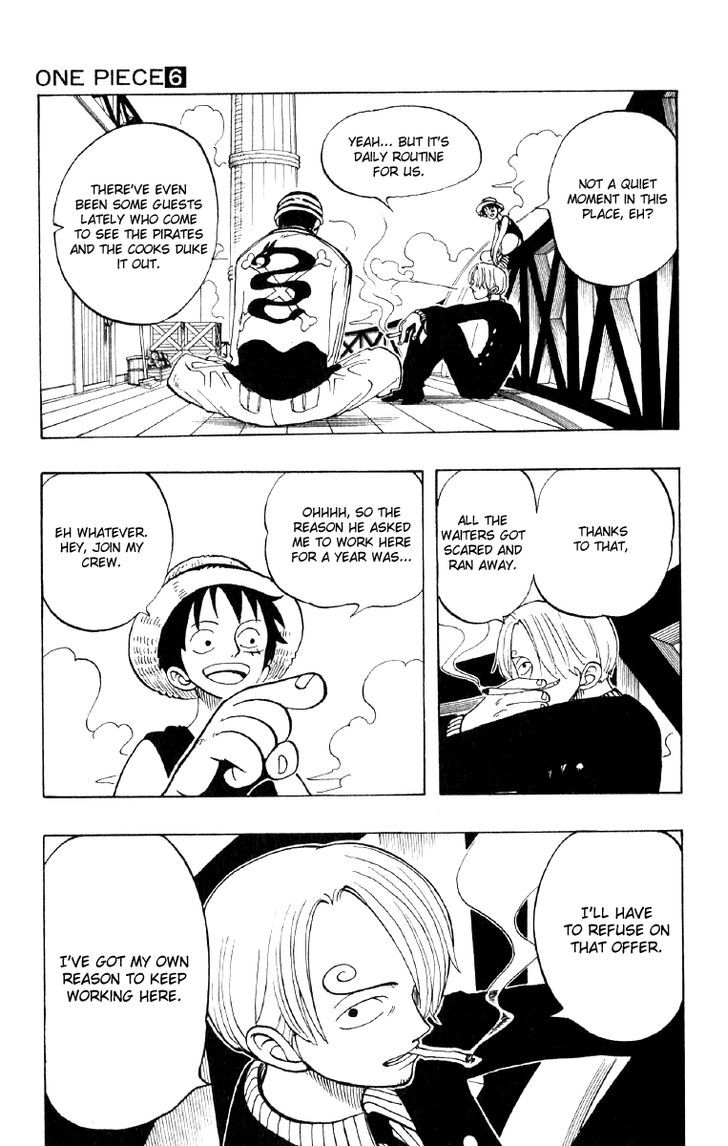 ONE PIECE 6
NOT A QUIET
MOMENT IN THIS
PLACE, EH?
YEAH... BUT IT'S
DAILY ROUTINE
FOR US.
THERE'VE EVEN
BEEN SOME GUESTS
LATELY WHO COME
TO SEE THE PIRATES
AND THE COOKS DUKE
IT OUT.
THANKS
TO THAT,
ALL THE
WAITERS GOT
SCARED AND
RAN AWAY.
OHHHH, SO THE
REASON HE ASKED
ME TO WORK HERE
FOR A YEAR WAS...
EH WHATEVER.
HEY, JOIN MY
CREW.
I'LL HAVE
TO REFUSE ON
THAT OFFER.
I'VE GOT MY OWN
REASON TO KEEP
WORKING HERE.